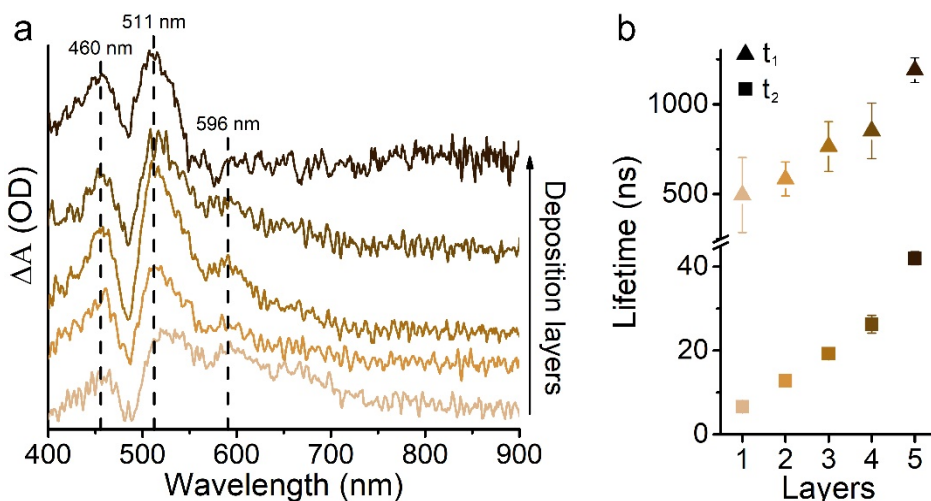 a
460 nm
511 nm
596 nm
ΔA (OD)
Deposition layers
400 500 600 700 800 900
Wavelength (nm)
b
t₁
t₂
Lifetime (ns)
1000
500
40
20
0
1 2 3 4 5
Layers